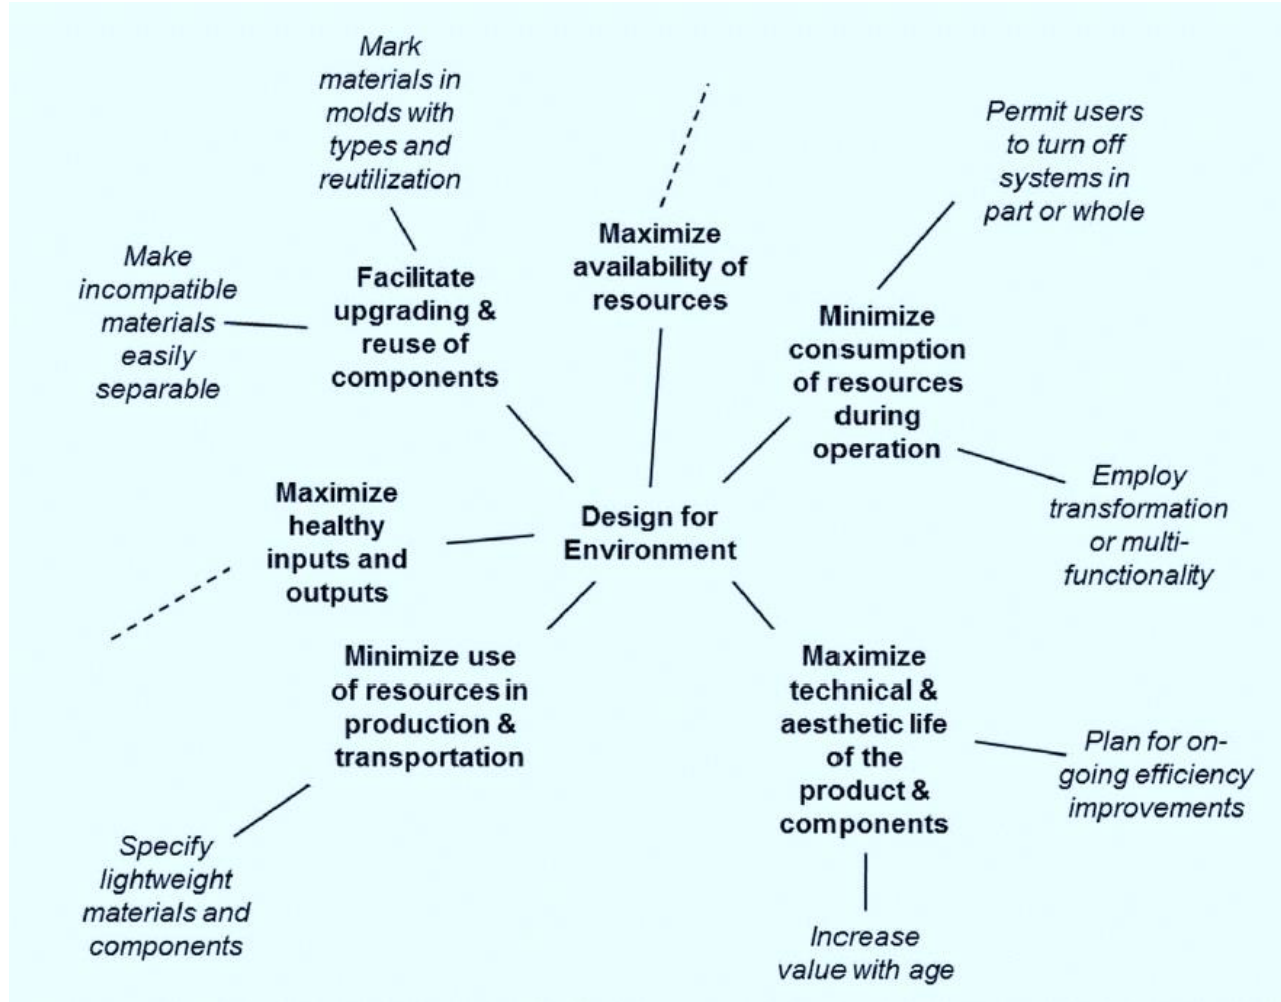 Mark
materials in
molds with
types and
reutilization
Make
incompatible
materials
easily
separable
Facilitate
upgrading &
reuse of
components
Maximize
availability of
resources
Permit users
to turn off
systems in
part or whole
Minimize
consumption
of resources
during
operation
Employ
transformation
or multi-
functionality
Maximize
healthy
inputs and
outputs
Design for
Environment
Minimize use
of resources in
production &
transportation
Specify
lightweight
materials and
components
Maximize
technical &
aesthetic life
of the
product &
components
Plan for on-
going efficiency
improvements
Increase
value with age